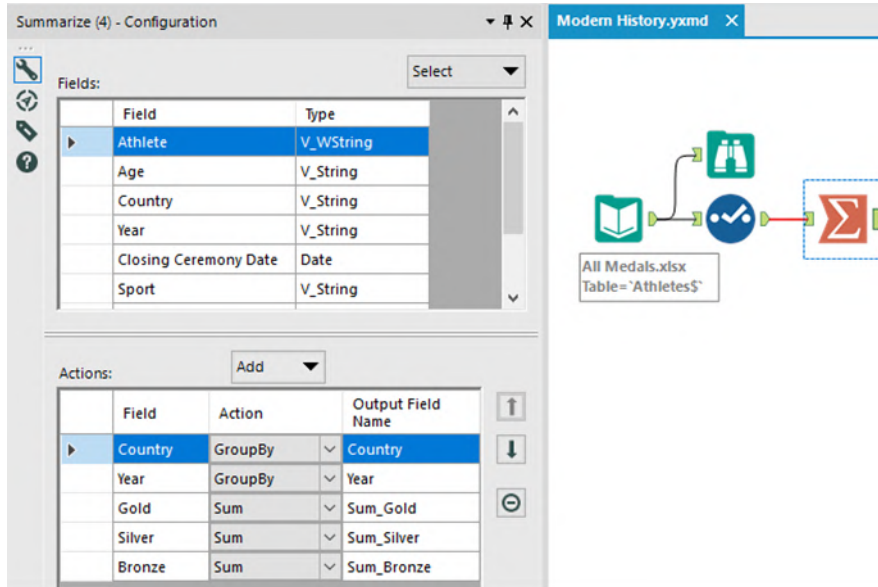 Summarize (4) - Configuration
Modern History.yxmd
Select
Fields:
Field Type
Athlete V_WString
Age V_String
Country V_String
Year V_String
Closing Ceremony Date Date
Sport V_String
Add
Actions:
Field Action Output Field
Name
Country GroupBy Country
Year GroupBy Year
Gold Sum Sum_Gold
Silver Sum Sum_Silver
Bronze Sum Sum_Bronze
All Medals.xlsx
Table=`Athletes$`